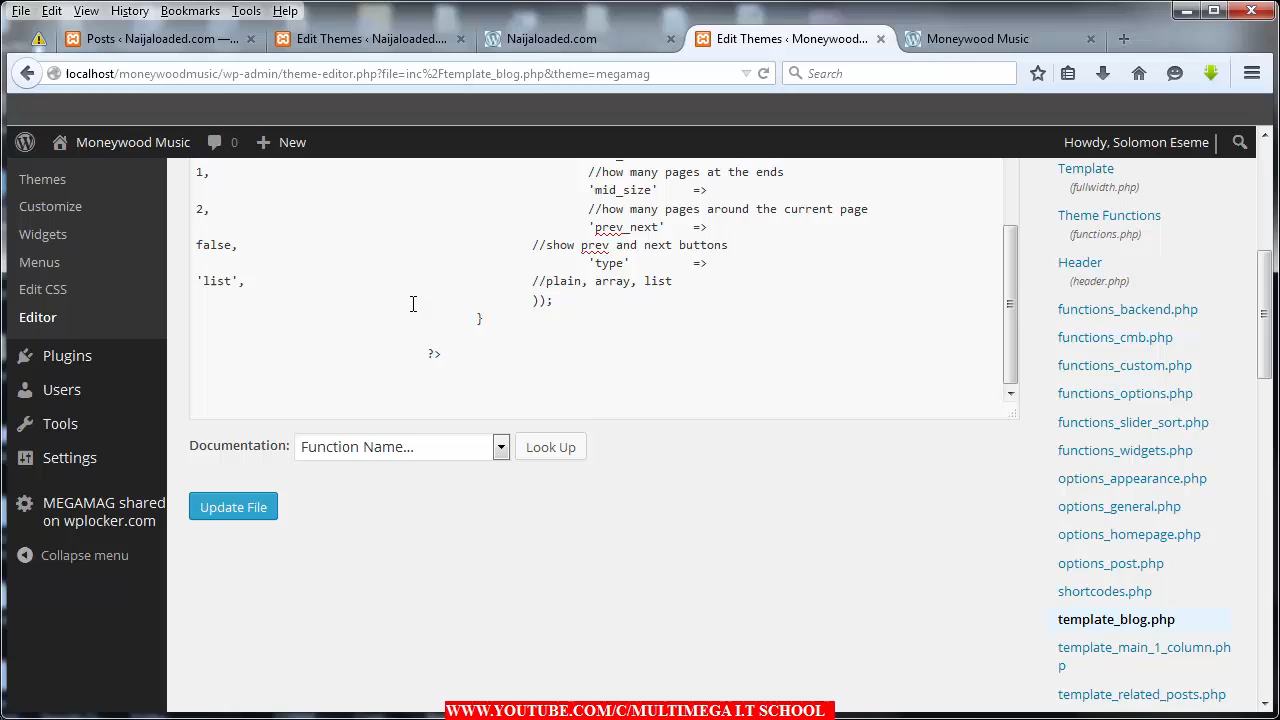 File Edit View History Bookmarks Tools Help
Posts ‹ Naijaloaded.com —...
Edit Themes ‹ Naijaloaded....
Naijaloaded.com
Edit Themes ‹ Moneywood...
Moneywood Music
localhost/moneywoodmusic/wp-admin/theme-editor.php?file=inc%2Ftemplate_blog.php&theme=megamag
Search
Moneywood Music 0 New Howdy, Solomon Eseme
Themes
Customize
Widgets
Menus
Edit CSS
Editor
Plugins
Users
Tools
Settings
MEGAMAG shared
on wplocker.com
Collapse menu
1, //how many pages at the ends
'mid_size' =>
2, //how many pages around the current page
'prev_next' =>
false, //show prev and next buttons
'type' =>
'list', //plain, array, list
));
}
?>
Documentation: Function Name... Look Up
Update File
Template
(fullwidth.php)
Theme Functions
(functions.php)
Header
(header.php)
functions_backend.php
functions_cmb.php
functions_custom.php
functions_options.php
functions_slider_sort.php
functions_widgets.php
options_appearance.php
options_general.php
options_homepage.php
options_post.php
shortcodes.php
template_blog.php
template_main_1_column.ph
p
template_related_posts.php
WWW.YOUTUBE.COM/C/MULTIMEGA I.T SCHOOL